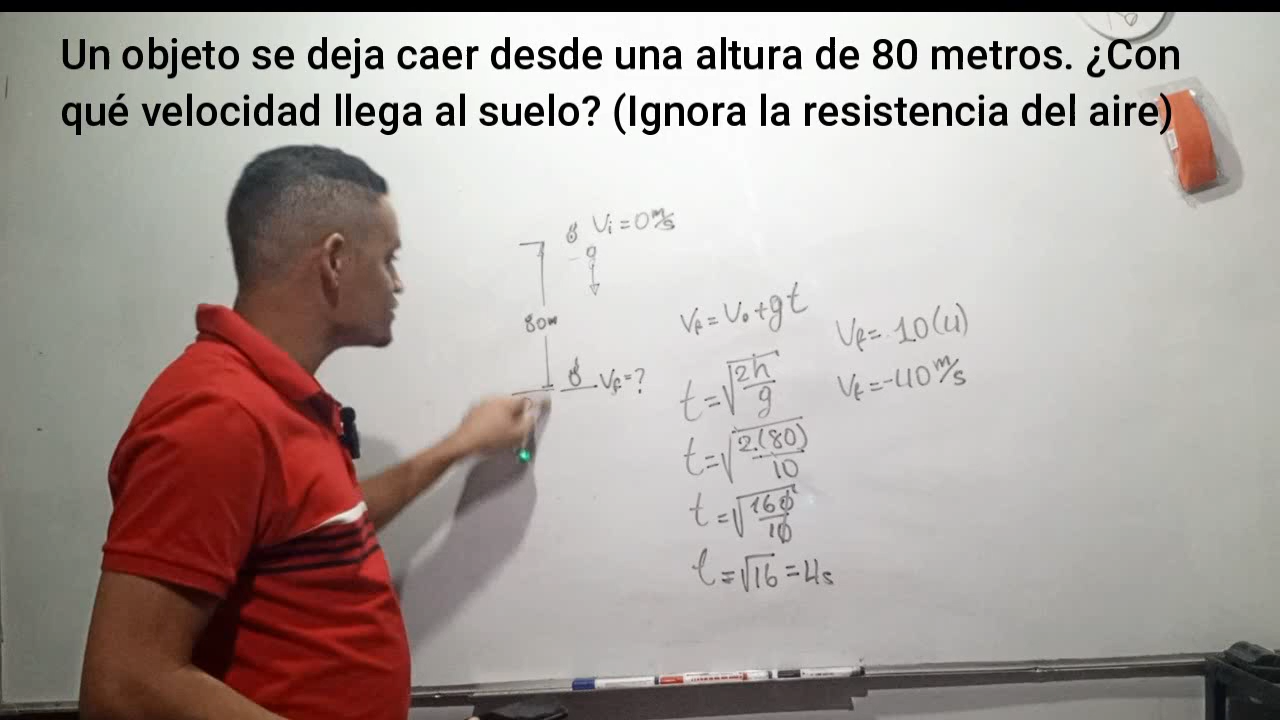 Un objeto se deja caer desde una altura de 80 metros. ¿Con
qué velocidad llega al suelo? (Ignora la resistencia del aire)
Vi = 0 m/s
-g
80m
Vf = ?
Vf = V₀ + gt
t = √2h/g
t = √2.(80)/10
t = √160/10
t = √16 = 4s
Vf = 10(4)
Vf = -40 m/s